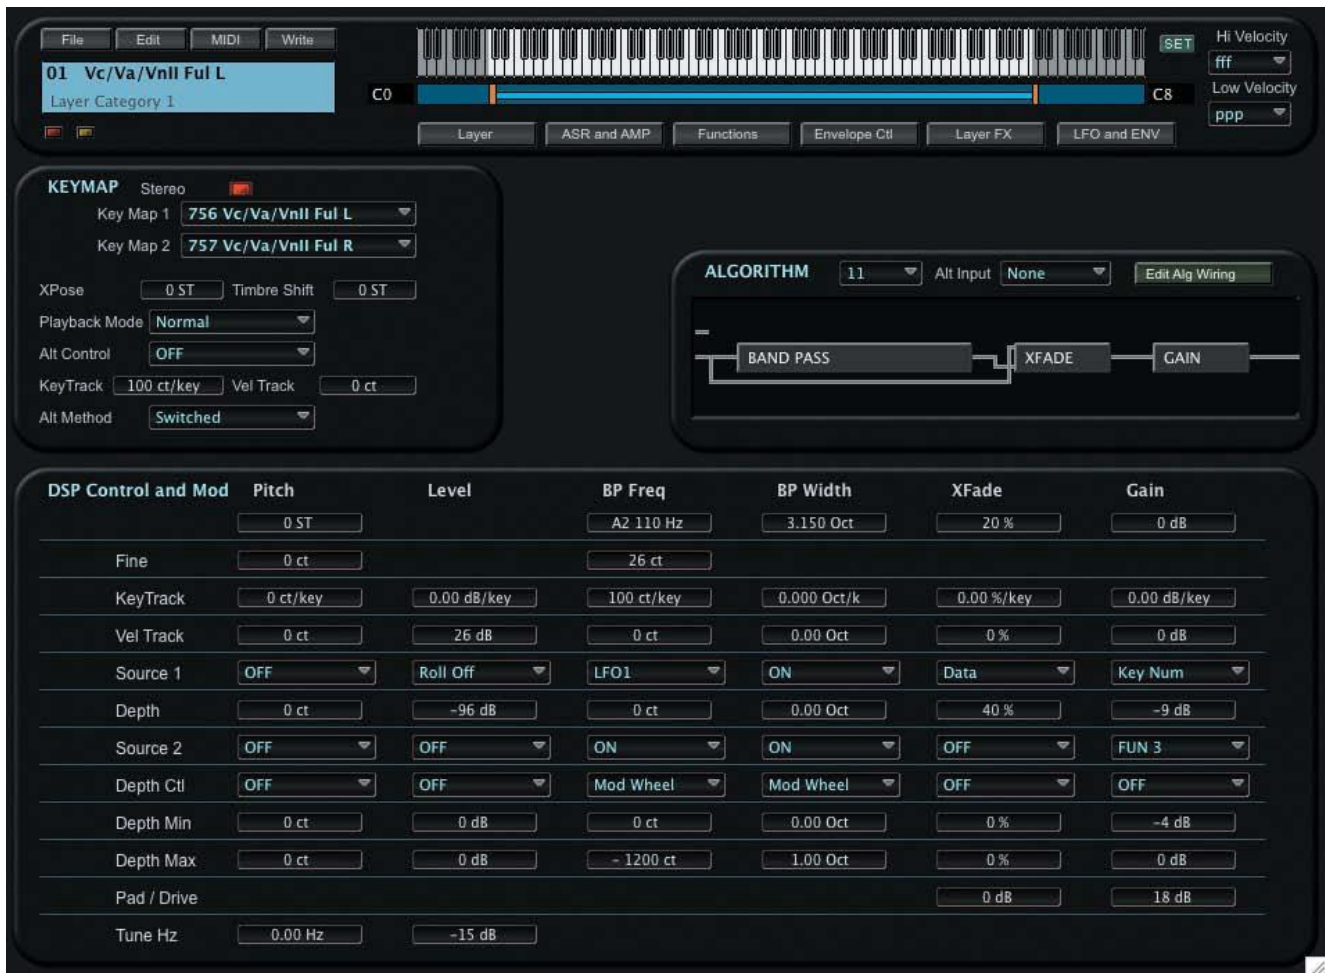 File Edit MIDI Write
SET Hi Velocity
01 Vc/Va/VnII Ful L
fff
Layer Category 1
C0 C8 Low Velocity
ppp
Layer ASR and AMP Functions Envelope Ctl Layer FX LFO and ENV
KEYMAP Stereo
Key Map 1 756 Vc/Va/VnII Ful L
Key Map 2 757 Vc/Va/VnII Ful R
XPose 0 ST Timbre Shift 0 ST
Playback Mode Normal
Alt Control OFF
KeyTrack 100 ct/key Vel Track 0 ct
Alt Method Switched
ALGORITHM 11 Alt Input None Edit Alg Wiring
BAND PASS XFADE GAIN
DSP Control and Mod Pitch Level BP Freq BP Width XFade Gain
0 ST A2 110 Hz 3.150 Oct 20 % 0 dB
Fine 0 ct 26 ct
KeyTrack 0 ct/key 0.00 dB/key 100 ct/key 0.000 Oct/k 0.00 %/key 0.00 dB/key
Vel Track 0 ct 26 dB 0 ct 0.00 Oct 0 % 0 dB
Source 1 OFF Roll Off LFO1 ON Data Key Num
Depth 0 ct -96 dB 0 ct 0.00 Oct 40 % -9 dB
Source 2 OFF OFF ON ON OFF FUN 3
Depth Ctl OFF OFF Mod Wheel Mod Wheel OFF OFF
Depth Min 0 ct 0 dB 0 ct 0.00 Oct 0 % -4 dB
Depth Max 0 ct 0 dB - 1200 ct 1.00 Oct 0 % 0 dB
Pad / Drive 0 dB 18 dB
Tune Hz 0.00 Hz -15 dB